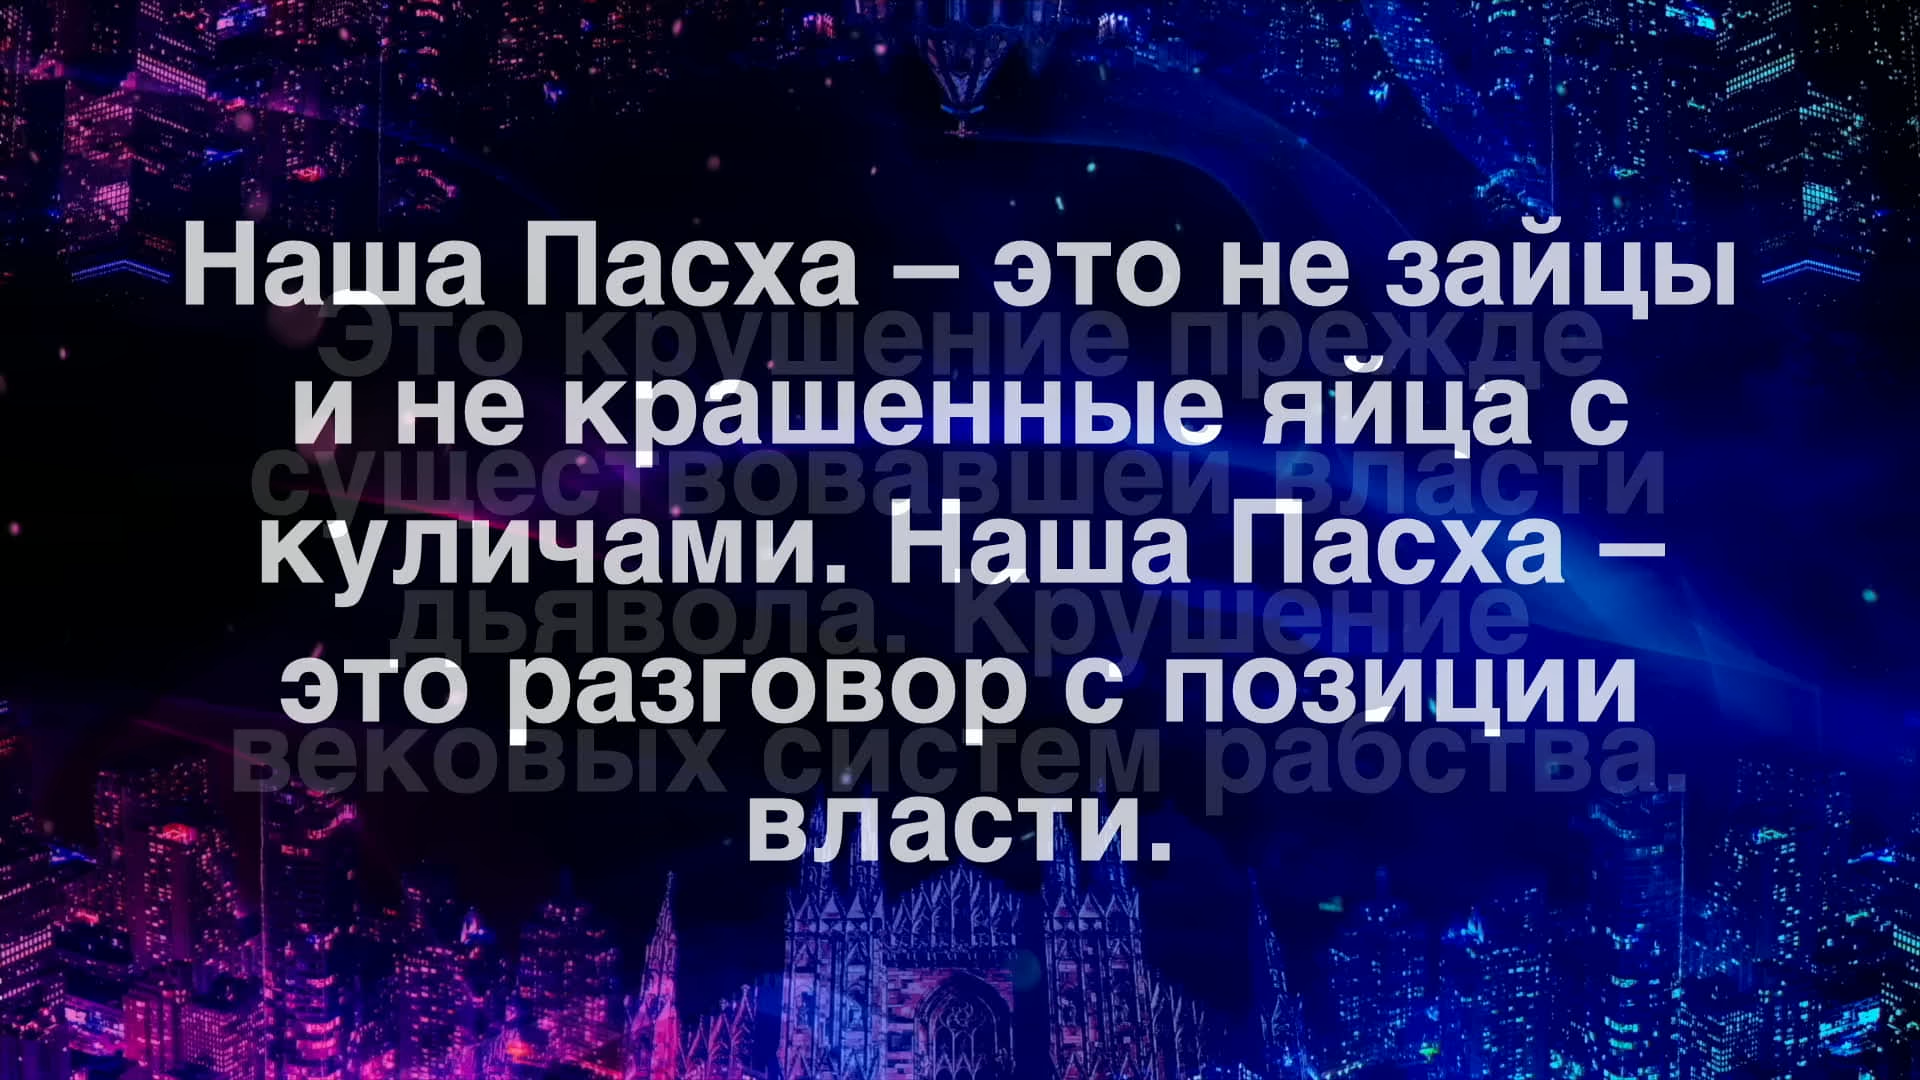 Наша Пасха – это не зайцы
и не крашенные яйца с
куличами. Наша Пасха –
это разговор с позиции
власти.
Это крушение прежде
существовавшей власти
дьявола. Крушение
вековых систем рабства.